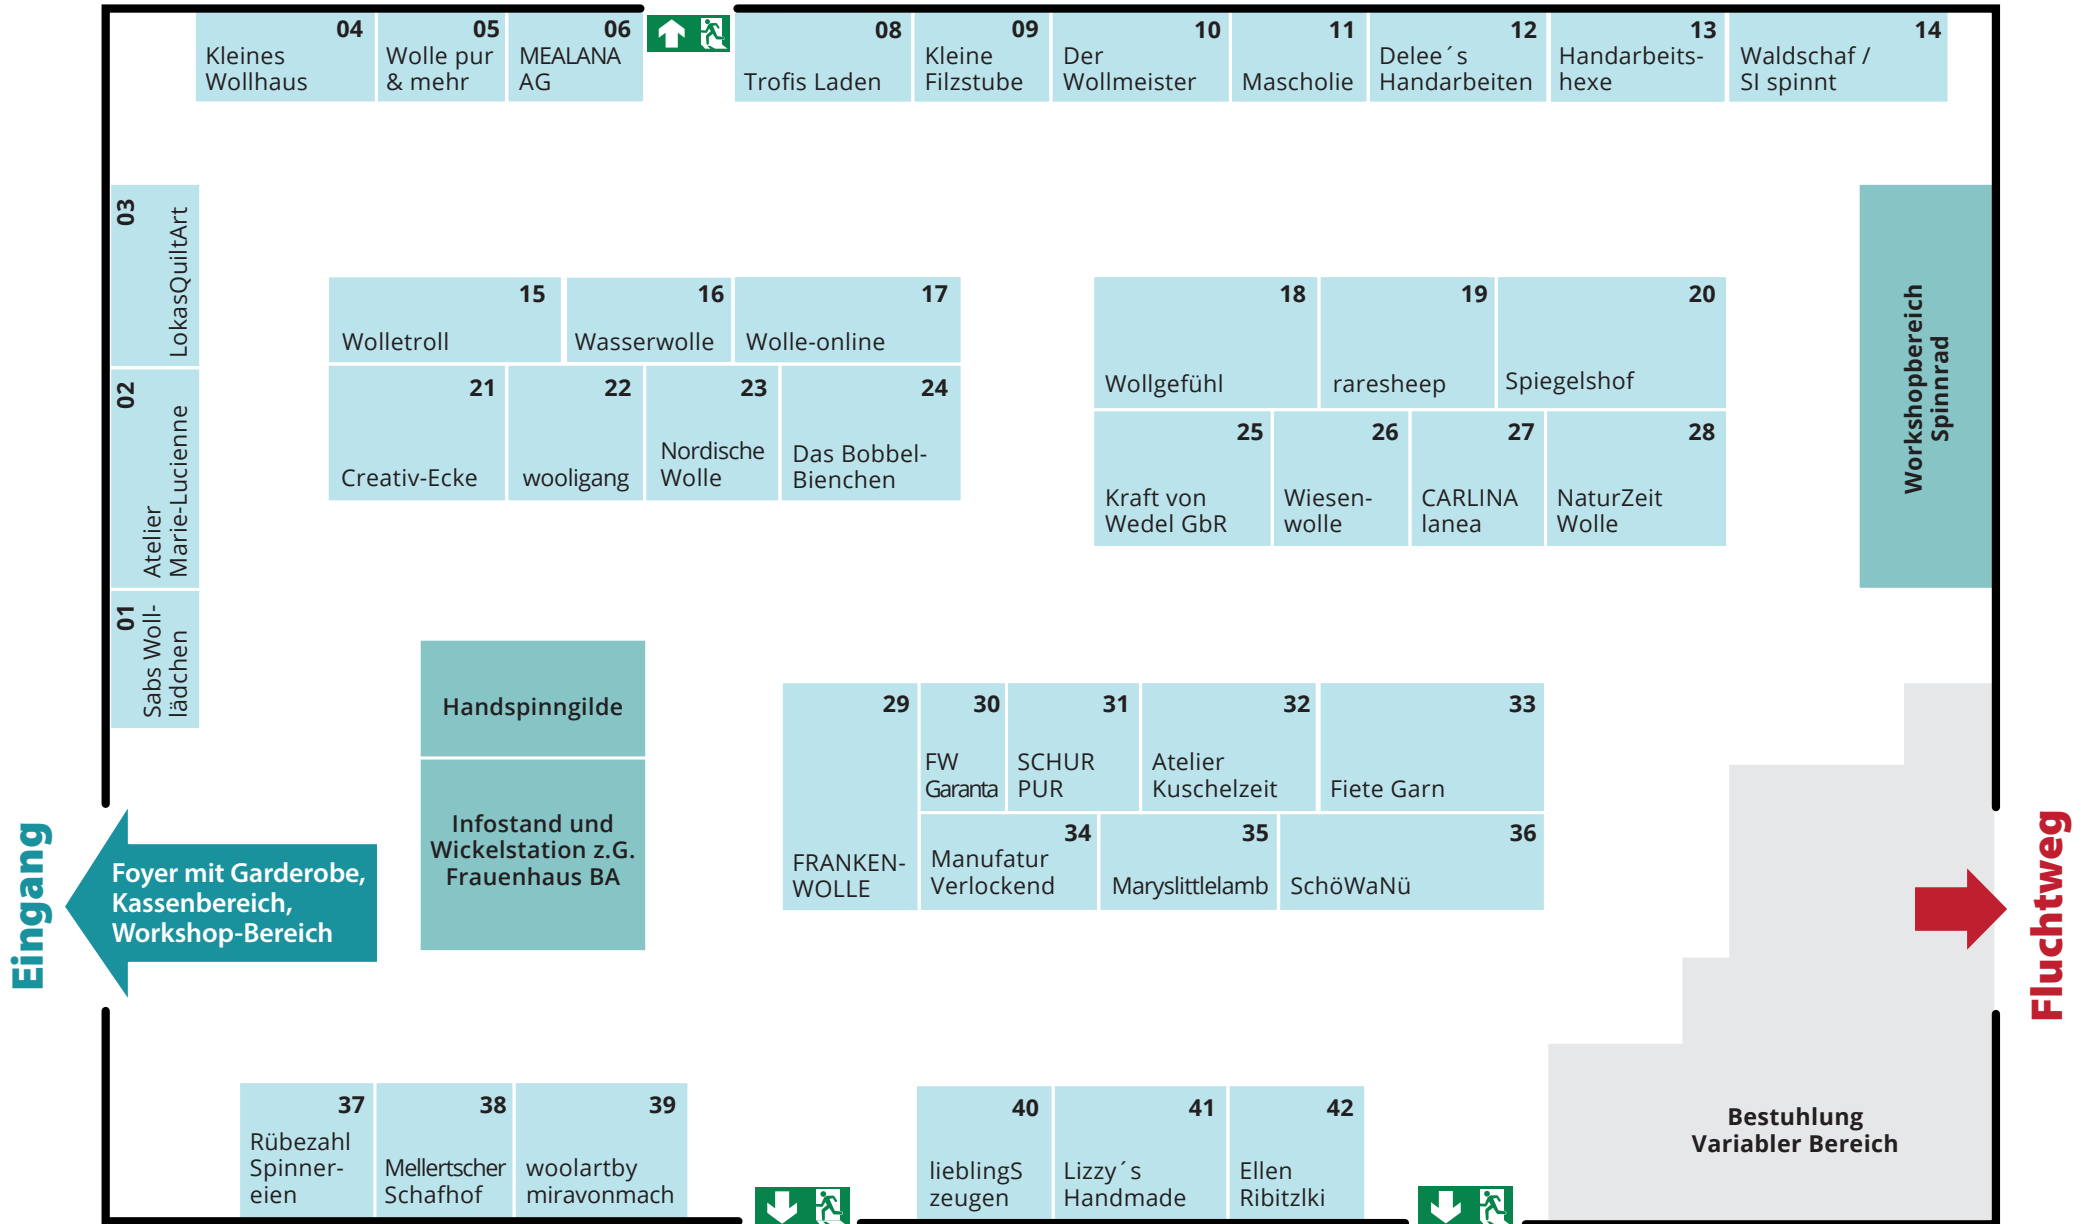 04
Kleines
Wollhaus
05
Wolle pur
& mehr
06
MEALANA
AG
08
Trofis Laden
09
Kleine
Filzstube
10
Der
Wollmeister
11
Mascholie
12
Delee´s
Handarbeiten
13
Handarbeits-
hexe
14
Waldschaf /
SI spinnt
03
LokasQuiltArt
02
Atelier
Marie-Lucienne
01
Sabs Woll-
lädchen
15
Wolletroll
16
Wasserwolle
17
Wolle-online
18
Wollgefühl
19
raresheep
20
Spiegelshof
21
Creativ-Ecke
22
wooligang
23
Nordische
Wolle
24
Das Bobbel-
Bienchen
25
Kraft von
Wedel GbR
26
Wiesen-
wolle
27
CARLINA
lanea
28
NaturZeit
Wolle
Workshopbereich
Spinnrad
Handspinngilde
Infostand und
Wickelstation z.G.
Frauenhaus BA
29
FRANKEN-
WOLLE
30
FW
Garanta
31
SCHUR
PUR
32
Atelier
Kuschelzeit
33
Fiete Garn
34
Manufatur
Verlockend
35
Maryslittlelamb
36
SchöWaNü
Eingang
Foyer mit Garderobe,
Kassenbereich,
Workshop-Bereich
Fluchtweg
37
Rübezahl
Spinner-
eien
38
Mellertscher
Schafhof
39
woolartby
miravonmach
40
lieblingS
zeugen
41
Lizzy´s
Handmade
42
Ellen
Ribitzlki
Bestuhlung
Variabler Bereich